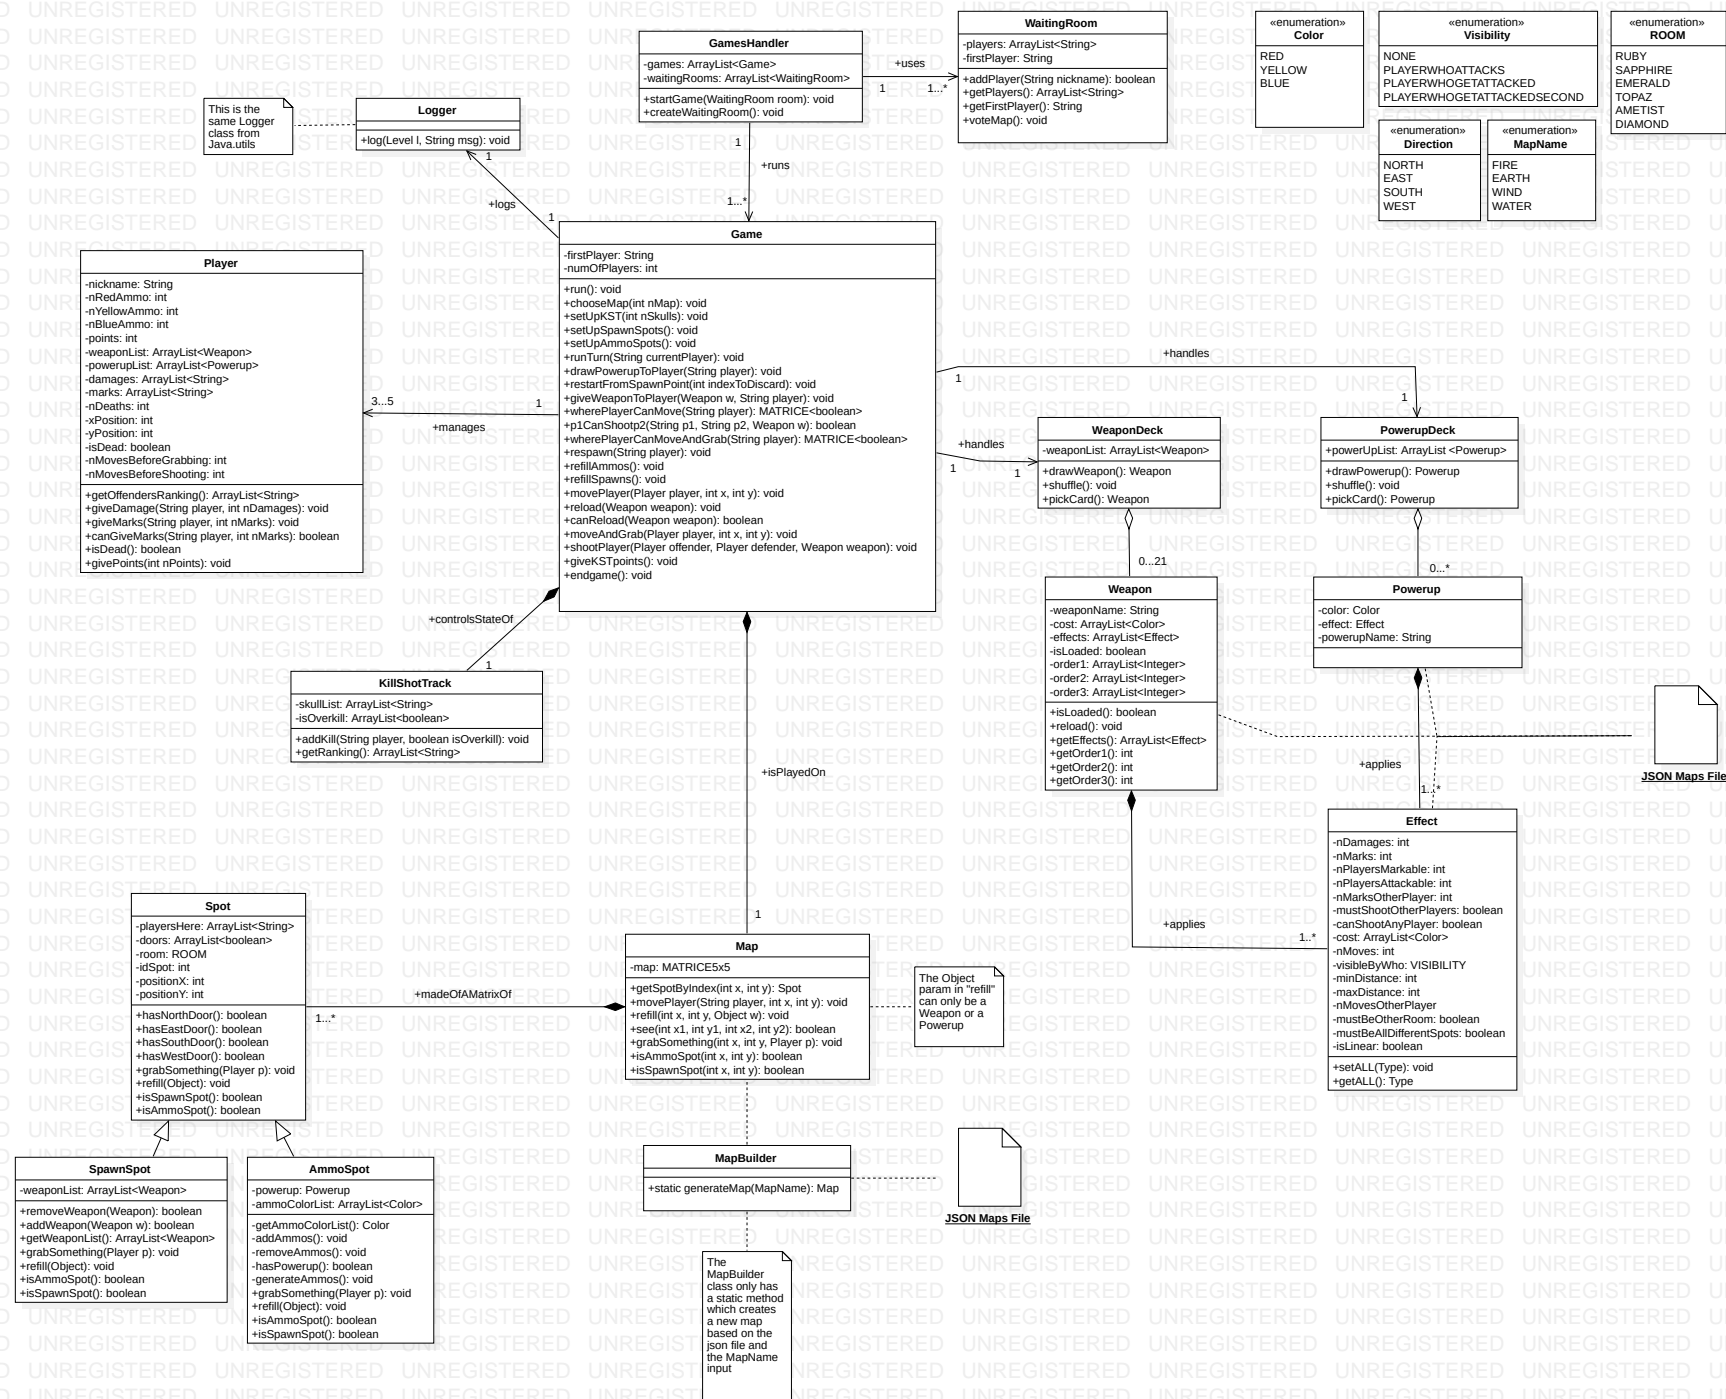 GamesHandler
-games: ArrayList<Game>
-waitingRooms: ArrayList<WaitingRoom>
+startGame(WaitingRoom room): void
+createWaitingRoom(): void
+uses
1
1...*
WaitingRoom
-players: ArrayList<String>
-firstPlayer: String
+addPlayer(String nickname): boolean
+getPlayers(): ArrayList<String>
+getFirstPlayer(): String
+voteMap(): void
«enumeration»
Color
RED
YELLOW
BLUE
«enumeration»
Visibility
NONE
PLAYERWHOATTACKS
PLAYERWHOGETATTACKED
PLAYERWHOGETATTACKEDSECOND
«enumeration»
ROOM
RUBY
SAPPHIRE
EMERALD
TOPAZ
AMETIST
DIAMOND
«enumeration»
Direction
NORTH
EAST
SOUTH
WEST
«enumeration»
MapName
FIRE
EARTH
WIND
WATER
This is the
same Logger
class from
Java.utils
Logger
+log(Level l, String msg): void
1
+logs
1
1
+runs
1...*
Game
-firstPlayer: String
-numOfPlayers: int
+run(): void
+chooseMap(int nMap): void
+setUpKST(int nSkulls): void
+setUpSpawnSpots(): void
+setUpAmmoSpots(): void
+runTurn(String currentPlayer): void
+drawPowerupToPlayer(String player): void
+restartFromSpawnPoint(int indexToDiscard): void
+giveWeaponToPlayer(Weapon w, String player): void
+wherePlayerCanMove(String player): MATRICE<boolean>
+p1CanShootp2(String p1, String p2, Weapon w): boolean
+wherePlayerCanMoveAndGrab(String player): MATRICE<boolean>
+respawn(String player): void
+refillAmmos(): void
+refillSpawns(): void
+movePlayer(Player player, int x, int y): void
+reload(Weapon weapon): void
+canReload(Weapon weapon): boolean
+moveAndGrab(Player player, int x, int y): void
+shootPlayer(Player offender, Player defender, Weapon weapon): void
+giveKSTpoints(): void
+endgame(): void
Player
-nickname: String
-nRedAmmo: int
-nYellowAmmo: int
-nBlueAmmo: int
-points: int
-weaponList: ArrayList<Weapon>
-powerupList: ArrayList<Powerup>
-damages: ArrayList<String>
-marks: ArrayList<String>
-nDeaths: int
-xPosition: int
-yPosition: int
-isDead: boolean
-nMovesBeforeGrabbing: int
-nMovesBeforeShooting: int
+getOffendersRanking(): ArrayList<String>
+giveDamage(String player, int nDamages): void
+giveMarks(String player, int nMarks): void
+canGiveMarks(String player, int nMarks): boolean
+isDead(): boolean
+givePoints(int nPoints): void
3...5
1
+manages
+handles
1
1
+handles
1
1
WeaponDeck
-weaponList: ArrayList<Weapon>
+drawWeapon(): Weapon
+shuffle(): void
+pickCard(): Weapon
0...21
PowerupDeck
+powerUpList: ArrayList <Powerup>
+drawPowerup(): Powerup
+shuffle(): void
+pickCard(): Powerup
0...*
Weapon
-weaponName: String
-cost: ArrayList<Color>
-effects: ArrayList<Effect>
-isLoaded: boolean
-order1: ArrayList<Integer>
-order2: ArrayList<Integer>
-order3: ArrayList<Integer>
+isLoaded(): boolean
+reload(): void
+getEffects(): ArrayList<Effect>
+getOrder1(): int
+getOrder2(): int
+getOrder3(): int
Powerup
-color: Color
-effect: Effect
-powerupName: String
JSON Maps File
+applies
1...*
+controlsStateOf
1
KillShotTrack
-skullList: ArrayList<String>
-isOverkill: ArrayList<boolean>
+addKill(String player, boolean isOverkill): void
+getRanking(): ArrayList<String>
+isPlayedOn
1
+applies
1..*
Effect
-nDamages: int
-nMarks: int
-nPlayersMarkable: int
-nPlayersAttackable: int
-nMarksOtherPlayer: int
-mustShootOtherPlayers: boolean
-canShootAnyPlayer: boolean
-cost: ArrayList<Color>
-nMoves: int
-visibleByWho: VISIBILITY
-minDistance: int
-maxDistance: int
-nMovesOtherPlayer
-mustBeOtherRoom: boolean
-mustBeAllDifferentSpots: boolean
-isLinear: boolean
+setALL(Type): void
+getALL(): Type
Spot
-playersHere: ArrayList<String>
-doors: ArrayList<boolean>
-room: ROOM
-idSpot: int
-positionX: int
-positionY: int
+hasNorthDoor(): boolean
+hasEastDoor(): boolean
+hasSouthDoor(): boolean
+hasWestDoor(): boolean
+grabSomething(Player p): void
+refill(Object): void
+isSpawnSpot(): boolean
+isAmmoSpot(): boolean
+madeOfAMatrixOf
1...*
Map
-map: MATRICE5x5
+getSpotByIndex(int x, int y): Spot
+movePlayer(String player, int x, int y): void
+refill(int x, int y, Object w): void
+see(int x1, int y1, int x2, int y2): boolean
+grabSomething(int x, int y, Player p): void
+isAmmoSpot(int x, int y): boolean
+isSpawnSpot(int x, int y): boolean
The Object
param in "refill"
can only be a
Weapon or a
Powerup
SpawnSpot
-weaponList: ArrayList<Weapon>
+removeWeapon(Weapon): boolean
+addWeapon(Weapon w): boolean
+getWeaponList(): ArrayList<Weapon>
+grabSomething(Player p): void
+refill(Object): void
+isAmmoSpot(): boolean
+isSpawnSpot(): boolean
AmmoSpot
-powerup: Powerup
-ammoColorList: ArrayList<Color>
-getAmmoColorList(): Color
-addAmmos(): void
-removeAmmos(): void
-hasPowerup(): boolean
-generateAmmos(): void
+grabSomething(Player p): void
+refill(Object): void
+isAmmoSpot(): boolean
+isSpawnSpot(): boolean
MapBuilder
+static generateMap(MapName): Map
JSON Maps File
The
MapBuilder
class only has
a static method
which creates
a new map
based on the
json file and
the MapName
input